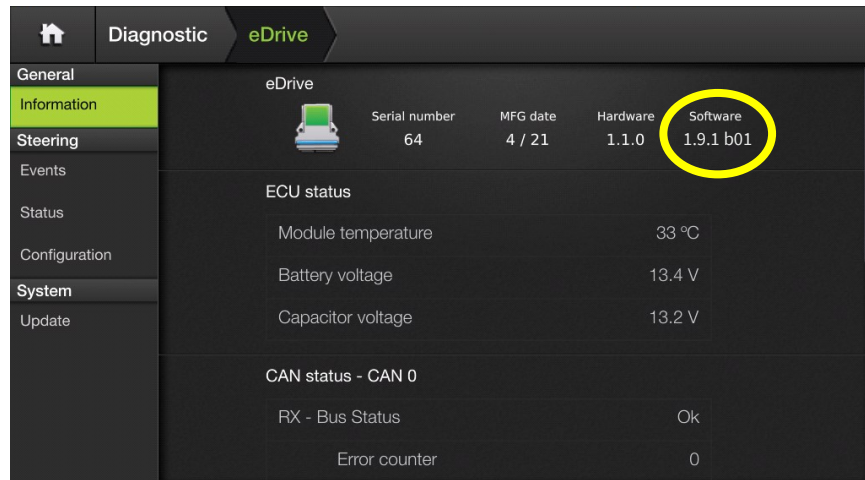 Diagnostic eDrive
General
Information
Steering
Events
Status
Configuration
System
Update
eDrive
Serial number MFG date Hardware Software
64 4 / 21 1.1.0 1.9.1 b01
ECU status
Module temperature 33 ºC
Battery voltage 13.4 V
Capacitor voltage 13.2 V
CAN status - CAN 0
RX - Bus Status Ok
Error counter 0